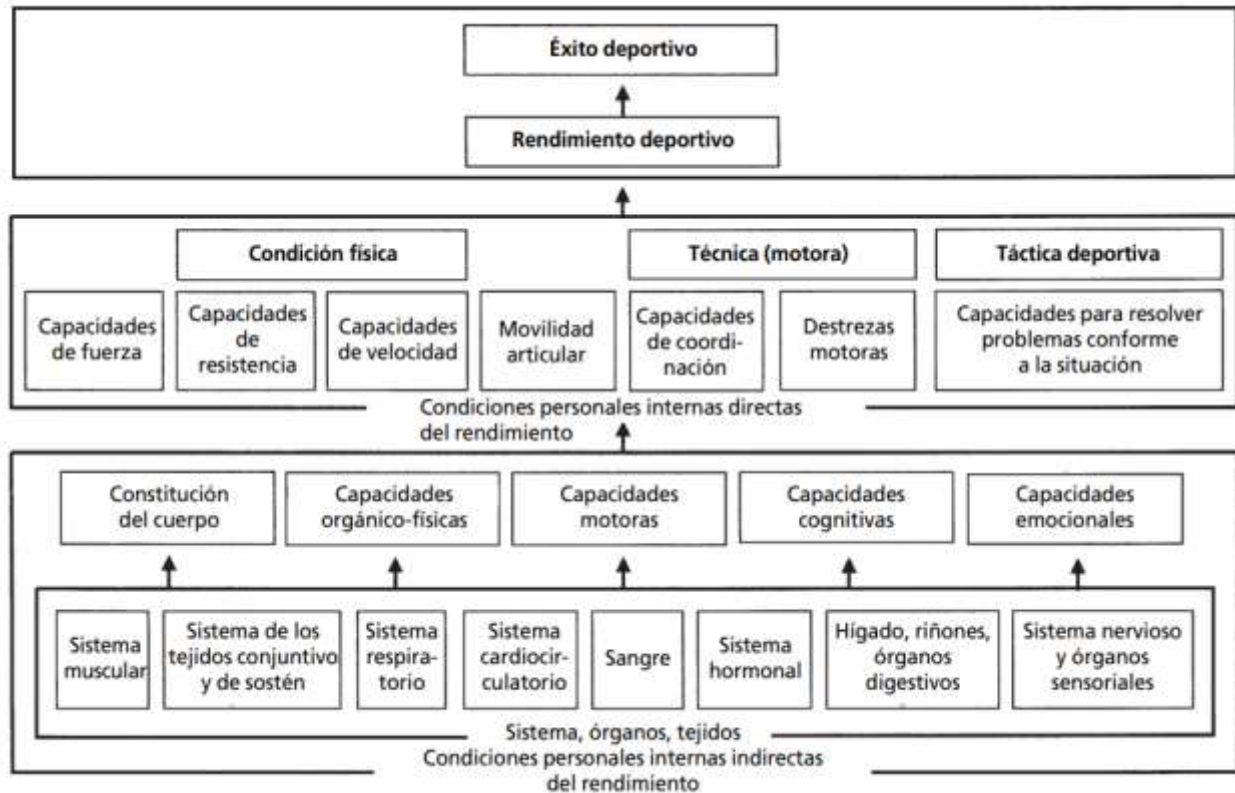 Éxito deportivo
Rendimiento deportivo
Condición física
Técnica (motora)
Táctica deportiva
Capacidades
de fuerza
Capacidades
de
resistencia
Capacidades
de velocidad
Movilidad
articular
Capacidades
de coordi-
nación
Destrezas
motoras
Capacidades para resolver
problemas conforme
a la situación
Condiciones personales internas directas
del rendimiento
Constitución
del cuerpo
Capacidades
orgánico-físicas
Capacidades
motoras
Capacidades
cognitivas
Capacidades
emocionales
Sistema
muscular
Sistema de los
tejidos conjuntivo
y de sostén
Sistema
respira-
torio
Sistema
cardiocir-
culatorio
Sangre
Sistema
hormonal
Hígado, riñones,
órganos
digestivos
Sistema nervioso
y órganos
sensoriales
Sistema, órganos, tejidos
Condiciones personales internas indirectas
del rendimiento